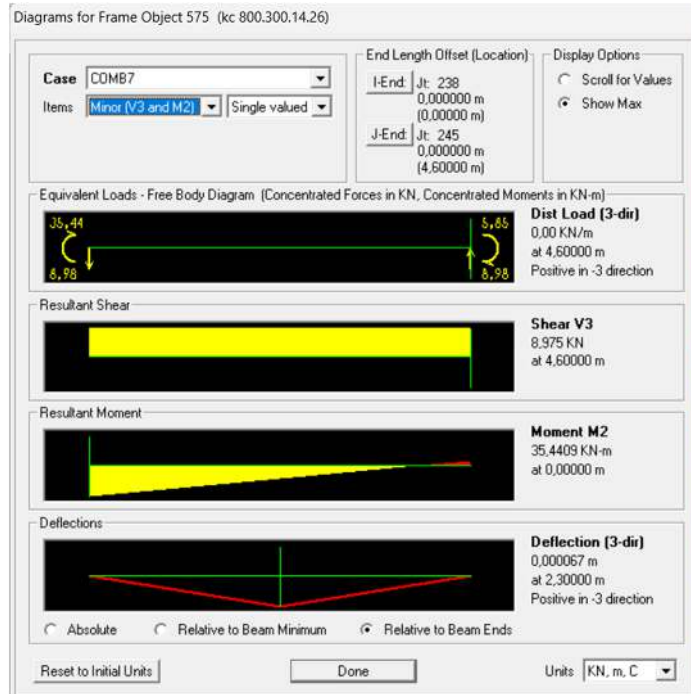 Diagrams for Frame Object 575 (kc 800.300.14.26)
Case COMB7
Items Minor (V3 and M2) Single valued
End Length Offset (Location)
I-End: Jt: 238
0,000000 m
(0,00000 m)
J-End: Jt: 245
0,000000 m
(4,60000 m)
Display Options
Scroll for Values
Show Max
Equivalent Loads - Free Body Diagram (Concentrated Forces in KN, Concentrated Moments in KN-m)
35,44
8,98
5,85
8,98
Dist Load (3-dir)
0,00 KN/m
at 4,60000 m
Positive in -3 direction
Resultant Shear
Shear V3
8,975 KN
at 4,60000 m
Resultant Moment
Moment M2
35,4409 KN-m
at 0,00000 m
Deflections
Deflection (3-dir)
0,000067 m
at 2,30000 m
Positive in -3 direction
Absolute Relative to Beam Minimum Relative to Beam Ends
Reset to Initial Units Done Units KN, m, C